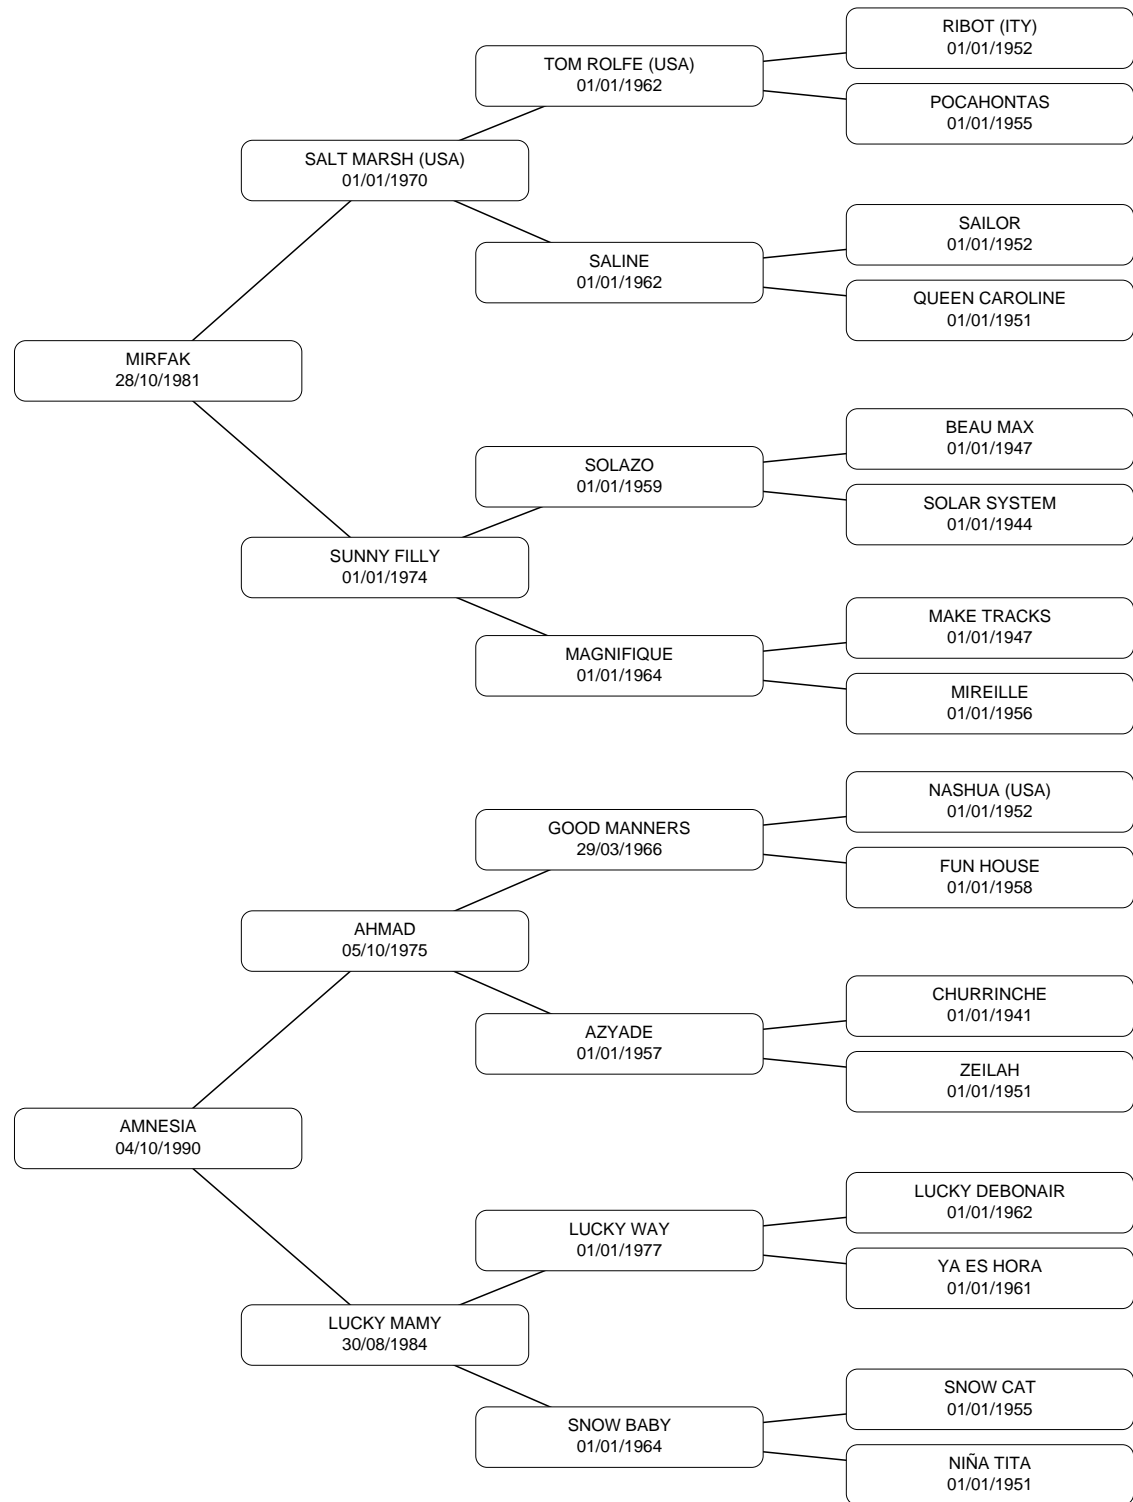 RIBOT (ITY)
01/01/1952
TOM ROLFE (USA)
01/01/1962
POCAHONTAS
01/01/1955
SALT MARSH (USA)
01/01/1970
SAILOR
01/01/1952
SALINE
01/01/1962
QUEEN CAROLINE
01/01/1951
MIRFAK
28/10/1981
BEAU MAX
01/01/1947
SOLAZO
01/01/1959
SOLAR SYSTEM
01/01/1944
SUNNY FILLY
01/01/1974
MAKE TRACKS
01/01/1947
MAGNIFIQUE
01/01/1964
MIREILLE
01/01/1956
NASHUA (USA)
01/01/1952
GOOD MANNERS
29/03/1966
FUN HOUSE
01/01/1958
AHMAD
05/10/1975
CHURRINCHE
01/01/1941
AZYADE
01/01/1957
ZEILAH
01/01/1951
AMNESIA
04/10/1990
LUCKY DEBONAIR
01/01/1962
LUCKY WAY
01/01/1977
YA ES HORA
01/01/1961
LUCKY MAMY
30/08/1984
SNOW CAT
01/01/1955
SNOW BABY
01/01/1964
NIÑA TITA
01/01/1951